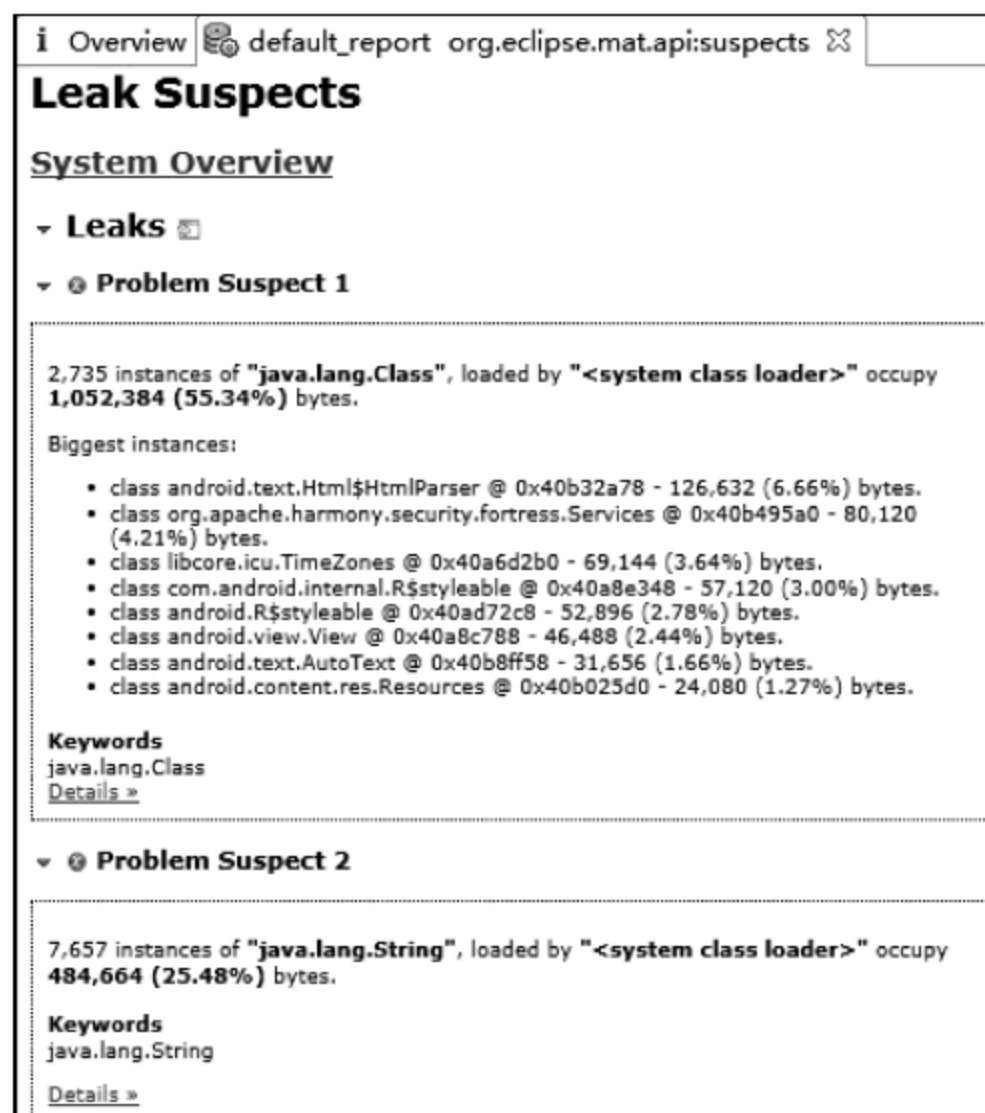 i Overview default_report org.eclipse.mat.api:suspects
Leak Suspects
System Overview
Leaks
Problem Suspect 1
2,735 instances of "java.lang.Class", loaded by "<system class loader>" occupy
1,052,384 (55.34%) bytes.
Biggest instances:
• class android.text.Html$HtmlParser @ 0x40b32a78 - 126,632 (6.66%) bytes.
• class org.apache.harmony.security.fortress.Services @ 0x40b495a0 - 80,120
(4.21%) bytes.
• class libcore.icu.TimeZones @ 0x40a6d2b0 - 69,144 (3.64%) bytes.
• class com.android.internal.R$styleable @ 0x40a8e348 - 57,120 (3.00%) bytes.
• class android.R$styleable @ 0x40ad72c8 - 52,896 (2.78%) bytes.
• class android.view.View @ 0x40a8c788 - 46,488 (2.44%) bytes.
• class android.text.AutoText @ 0x40b8ff58 - 31,656 (1.66%) bytes.
• class android.content.res.Resources @ 0x40b025d0 - 24,080 (1.27%) bytes.
Keywords
java.lang.Class
Details »
Problem Suspect 2
7,657 instances of "java.lang.String", loaded by "<system class loader>" occupy
484,664 (25.48%) bytes.
Keywords
java.lang.String
Details »